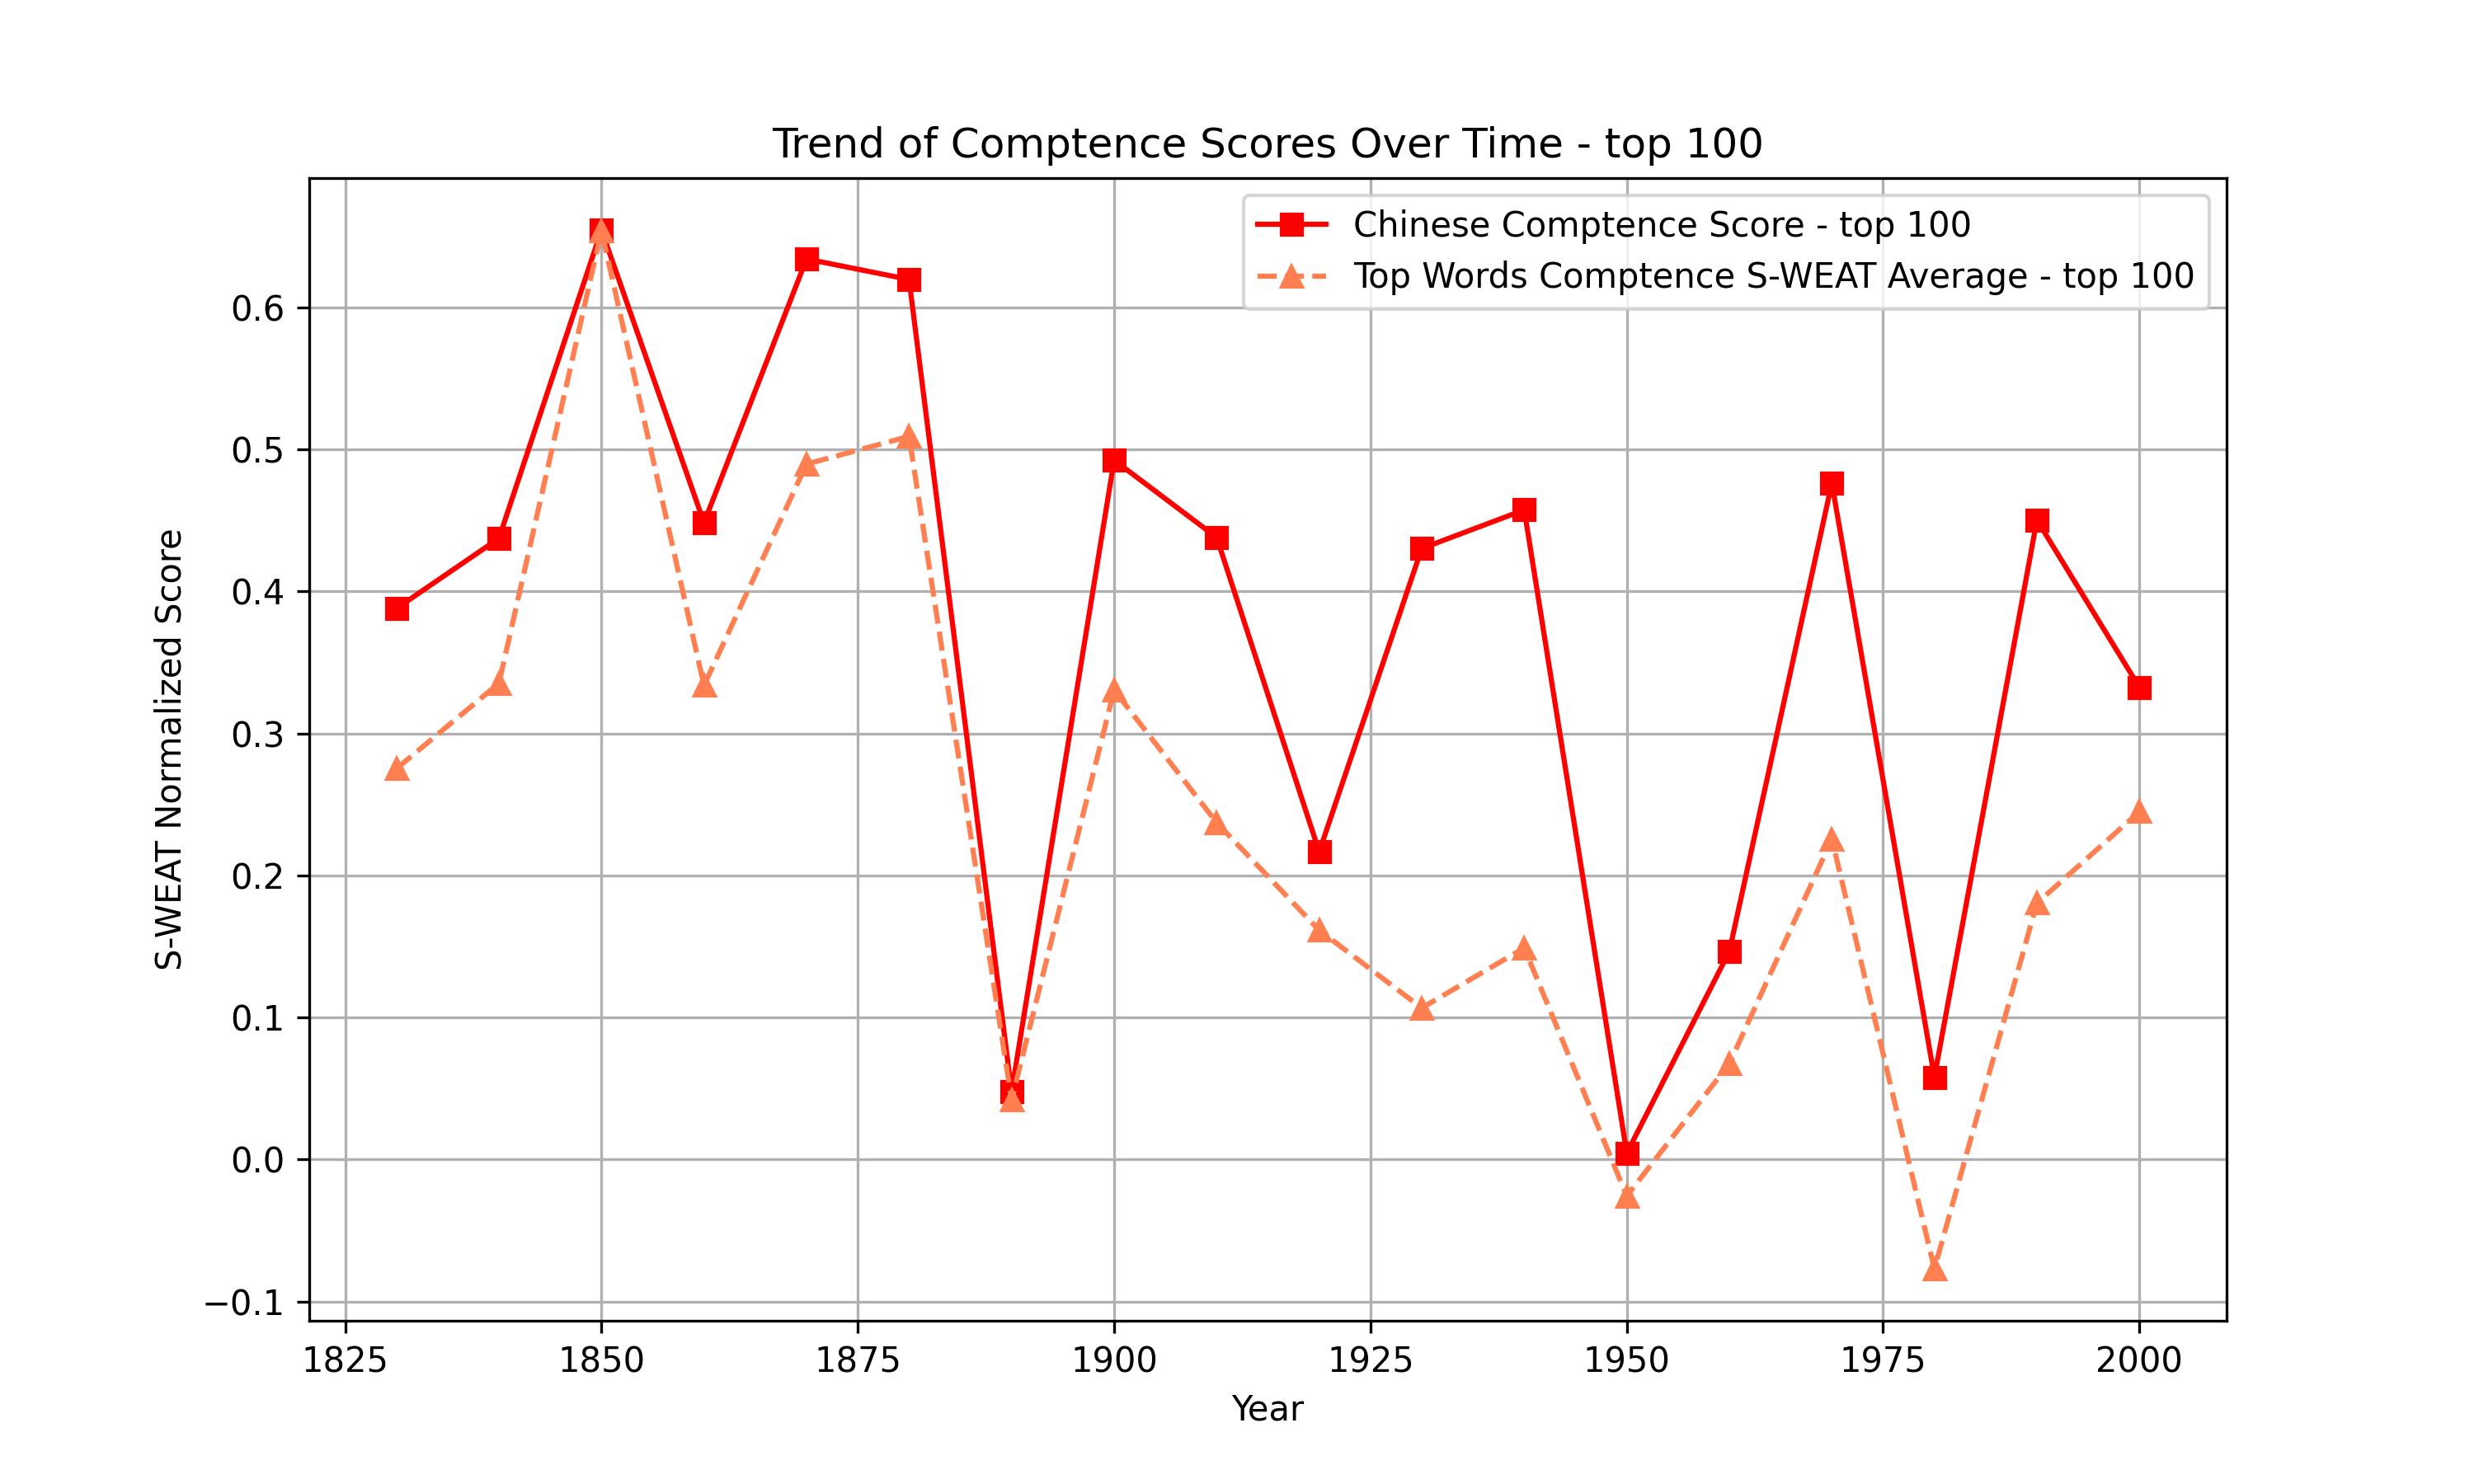 Trend of Comptence Scores Over Time - top 100
Chinese Comptence Score - top 100
Top Words Comptence S-WEAT Average - top 100
S-WEAT Normalized Score
0.6
0.5
0.4
0.3
0.2
0.1
0.0
−0.1
1825 1850 1875 1900 1925 1950 1975 2000
Year